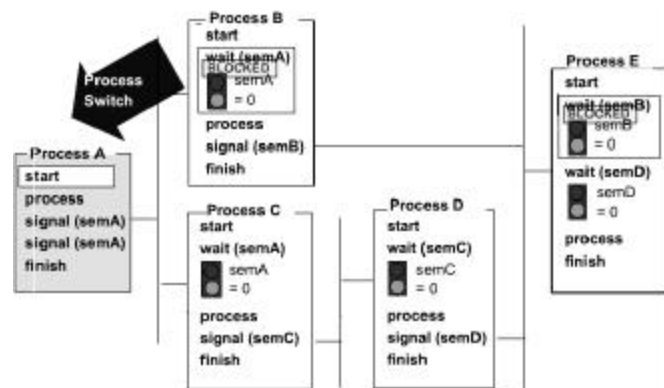 Process B
start
wait (semA)
BLOCKED
semA
= 0
process
signal (semB)
finish
Process
Switch
Process A
start
process
signal (semA)
signal (semA)
finish
Process C
start
wait (semA)
semA
= 0
process
signal (semC)
finish
Process D
start
wait (semC)
semC
= 0
process
signal (semD)
finish
Process E
start
wait (semB)
BLOCKED
semB
= 0
wait (semD)
semD
= 0
process
finish